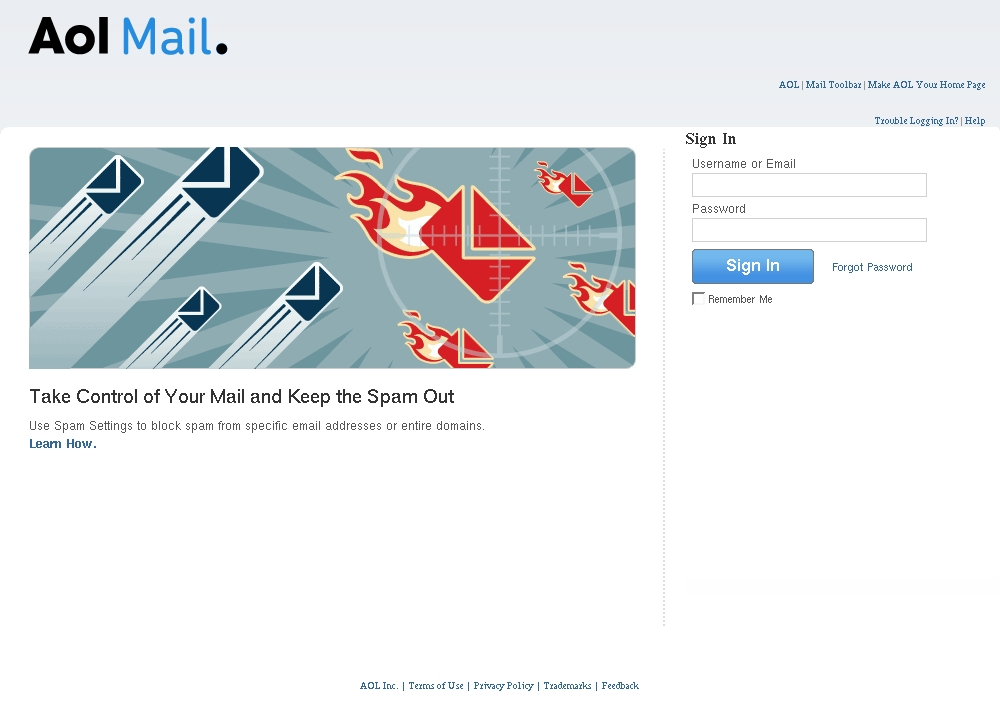 Aol Mail.
AOL | Mail Toolbar | Make AOL Your Home Page
Trouble Logging In? | Help
Sign In
Username or Email
Password
Sign In
Forgot Password
Remember Me
Take Control of Your Mail and Keep the Spam Out
Use Spam Settings to block spam from specific email addresses or entire domains.
Learn How.
AOL Inc. | Terms of Use | Privacy Policy | Trademarks | Feedback